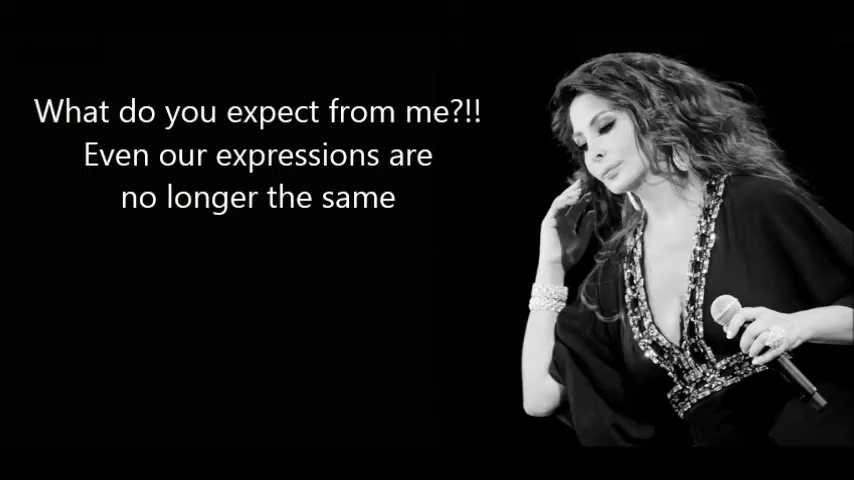 What do you expect from me?!!
Even our expressions are
no longer the same